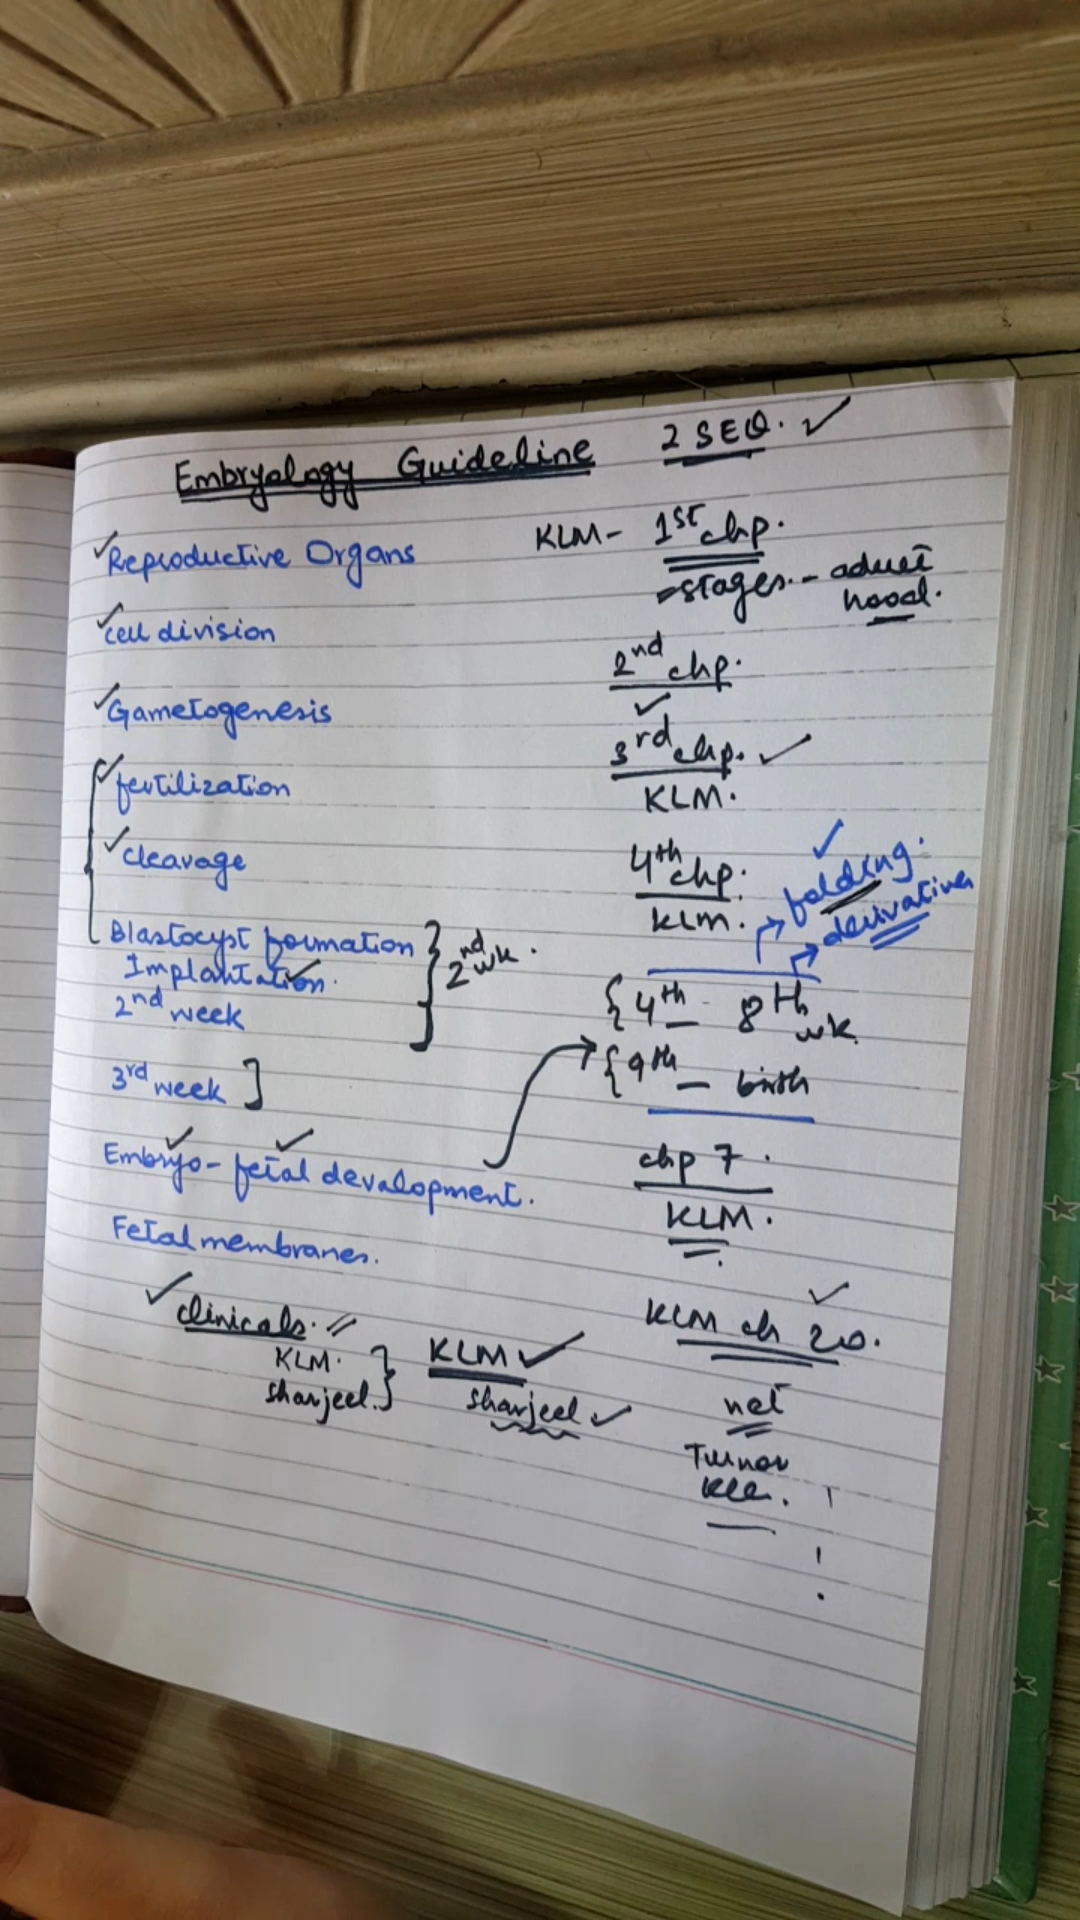 Embryology Guideline 2 SEQ.
Reproductive Organs KLM - 1st chp.
stages. - aduet
hood.
cell division
2nd chp.
Gametogenesis
3rd chp.
KLM.
fertilization
cleavage
4th chp.
KLM.
folding.
derivatives
Blastocyst formation
Implantation.
2nd week
2nd wk.
{4th - 8th wk
{9th - birth
3rd week ]
Embryo - fetal development.
chp 7.
KLM.
Fetal membranes.
clinicals.
KLM.
Sharjeel.
KLM
Sharjeel
KLM ch 20.
net
Turner
!